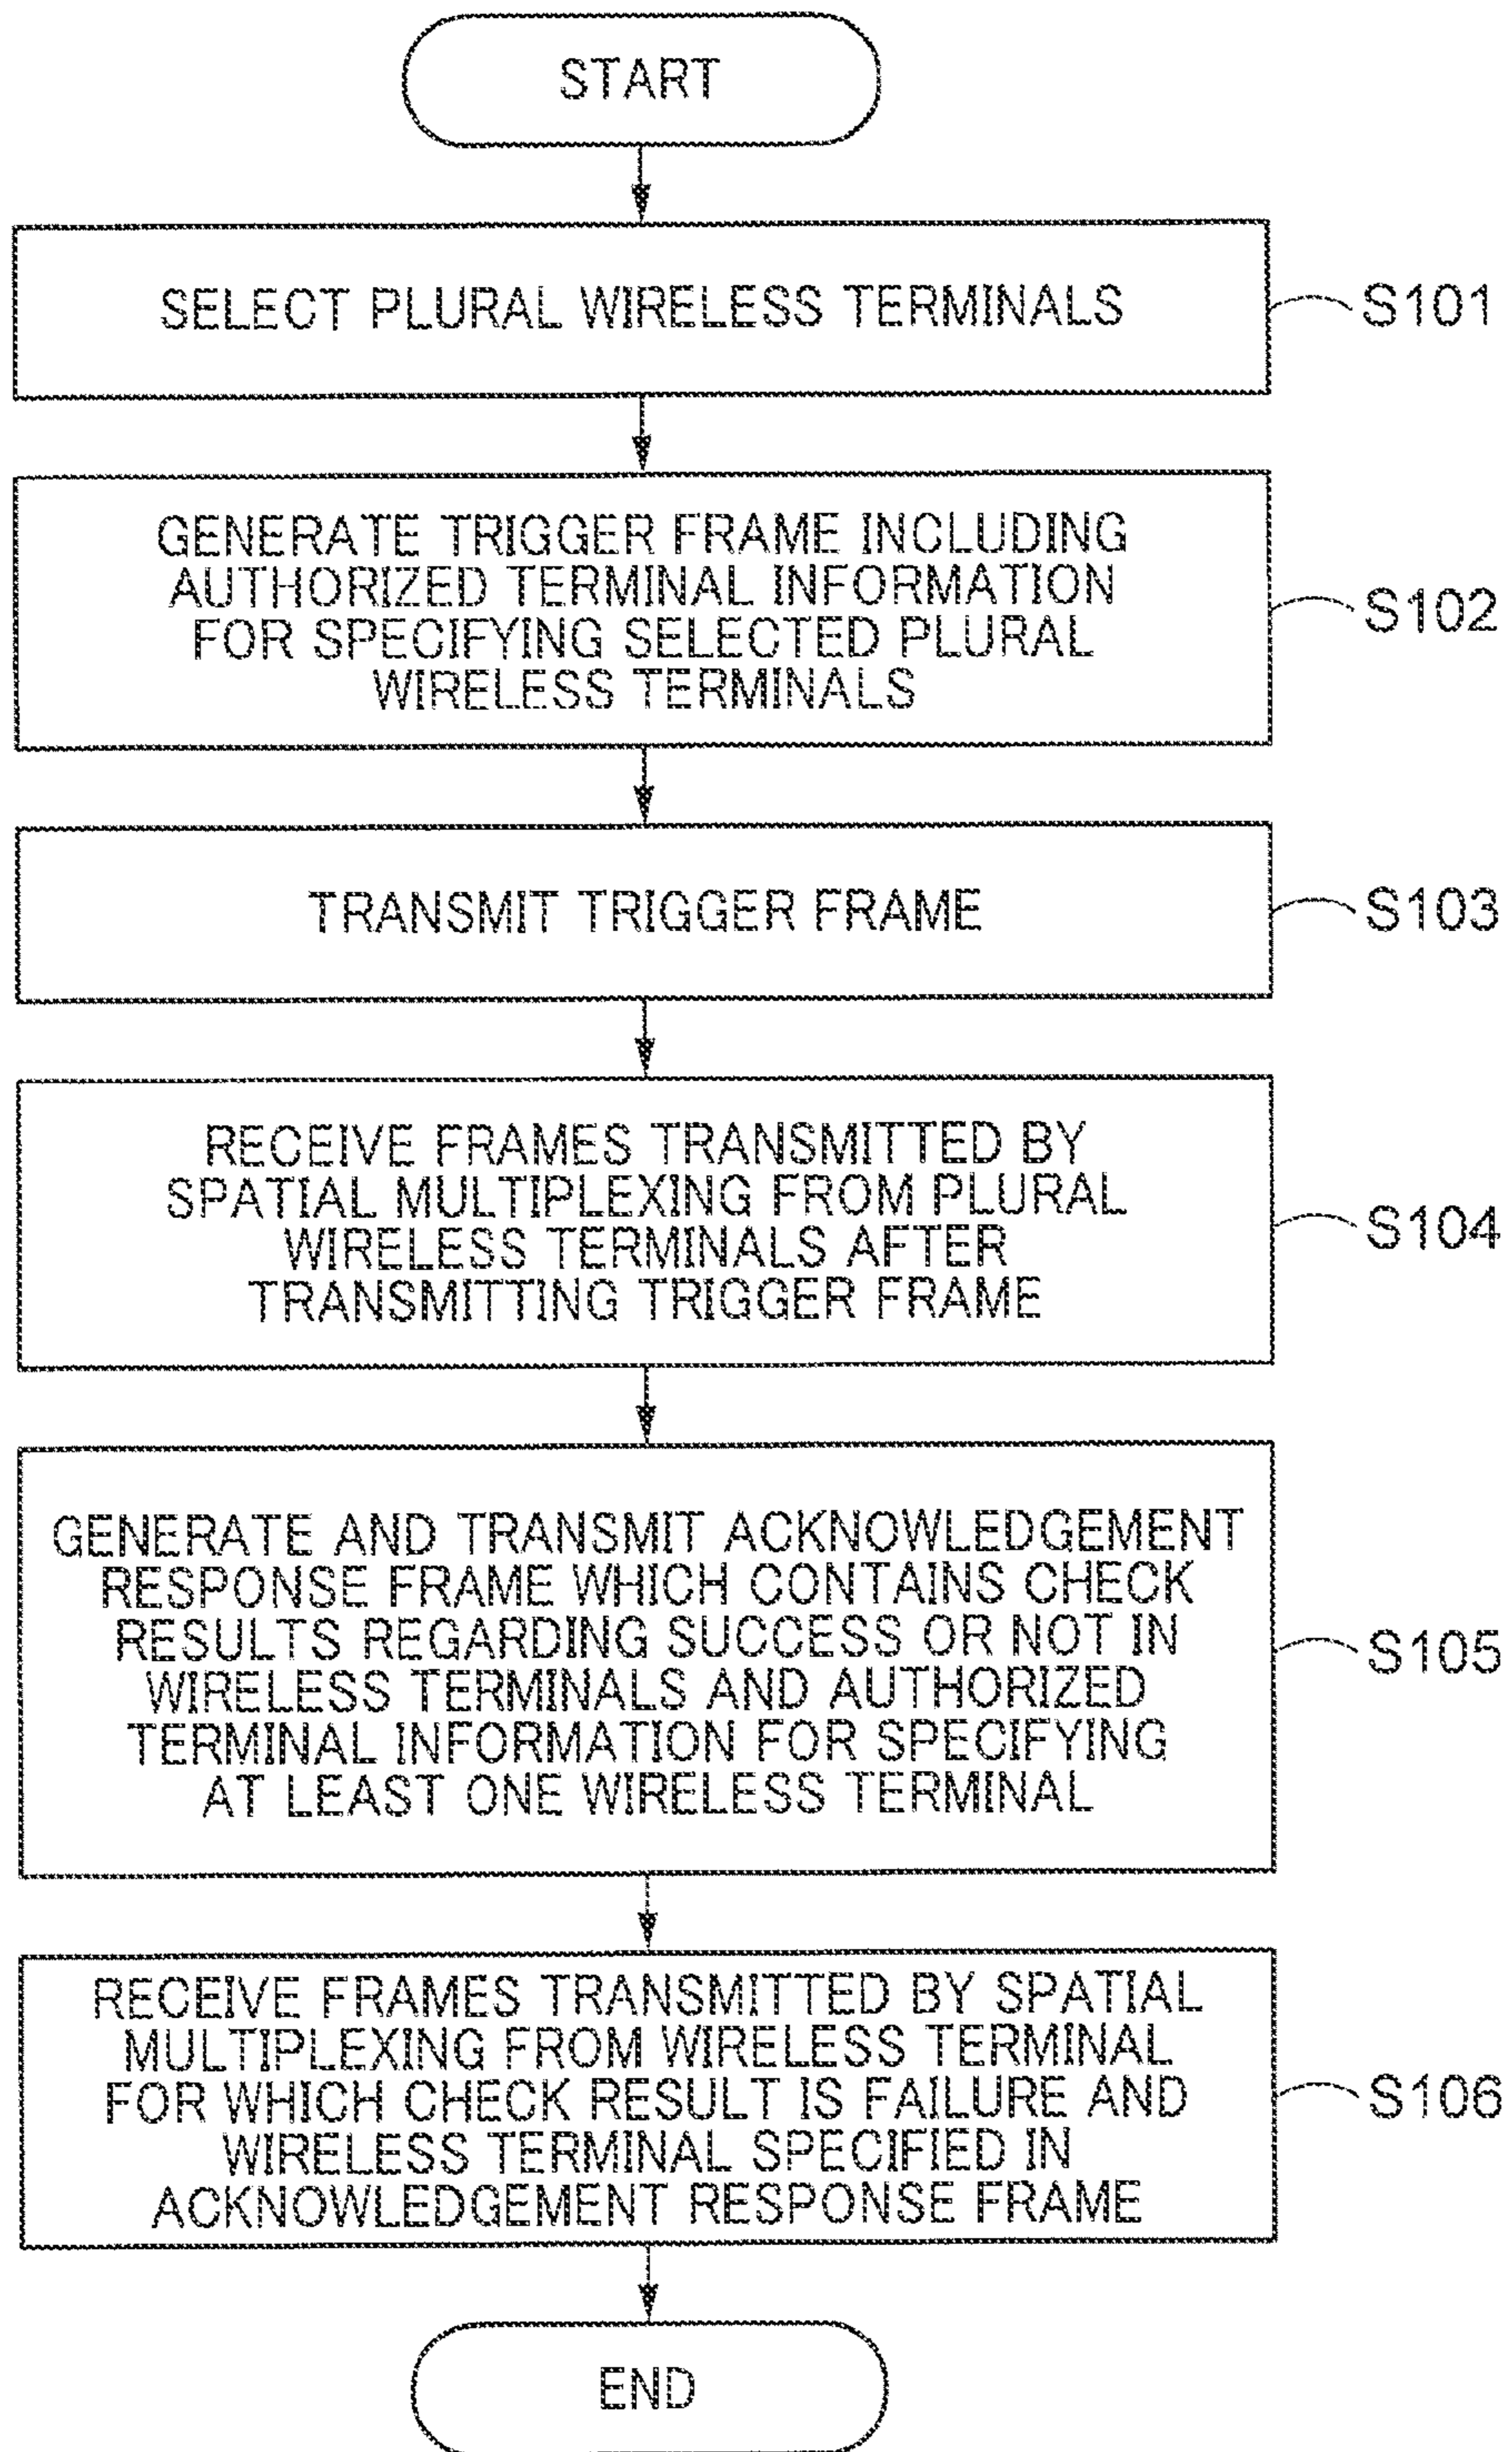 START
SELECT PLURAL WIRELESS TERMINALS
S101
GENERATE TRIGGER FRAME INCLUDING
AUTHORIZED TERMINAL INFORMATION
FOR SPECIFYING SELECTED PLURAL
WIRELESS TERMINALS
S102
TRANSMIT TRIGGER FRAME
S103
RECEIVE FRAMES TRANSMITTED BY
SPATIAL MULTIPLEXING FROM PLURAL
WIRELESS TERMINALS AFTER
TRANSMITTING TRIGGER FRAME
S104
GENERATE AND TRANSMIT ACKNOWLEDGEMENT
RESPONSE FRAME WHICH CONTAINS CHECK
RESULTS REGARDING SUCCESS OR NOT IN
WIRELESS TERMINALS AND AUTHORIZED
TERMINAL INFORMATION FOR SPECIFYING
AT LEAST ONE WIRELESS TERMINAL
S105
RECEIVE FRAMES TRANSMITTED BY SPATIAL
MULTIPLEXING FROM WIRELESS TERMINAL
FOR WHICH CHECK RESULT IS FAILURE AND
WIRELESS TERMINAL SPECIFIED IN
ACKNOWLEDGEMENT RESPONSE FRAME
S106
END